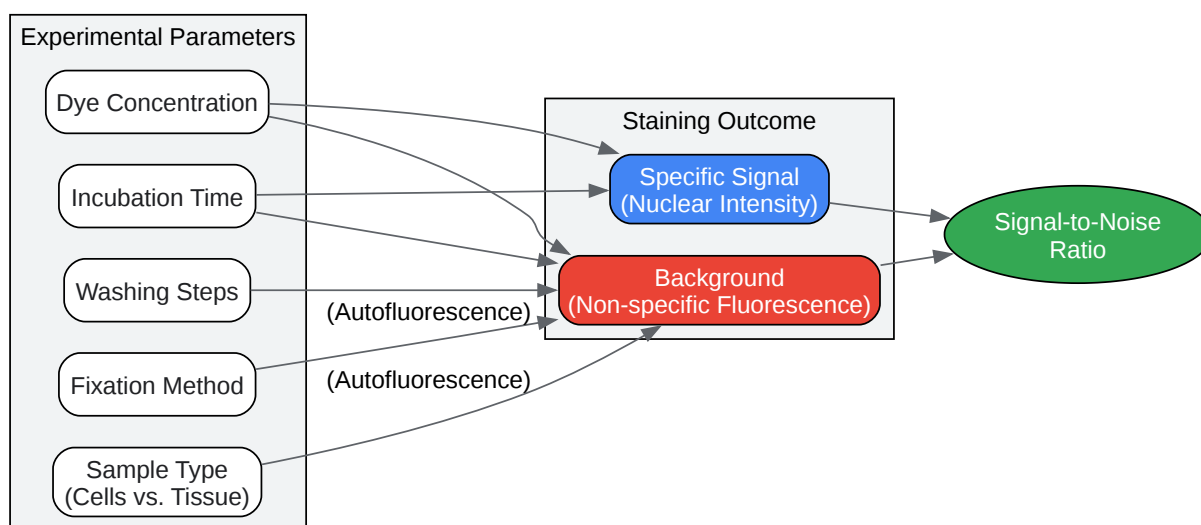 Experimental Parameters
Dye Concentration
Incubation Time
Washing Steps
Fixation Method
Sample Type
(Cells vs. Tissue)
(Autofluorescence)
(Autofluorescence)
Staining Outcome
Specific Signal
(Nuclear Intensity)
Background
(Non-specific Fluorescence)
Signal-to-Noise
Ratio